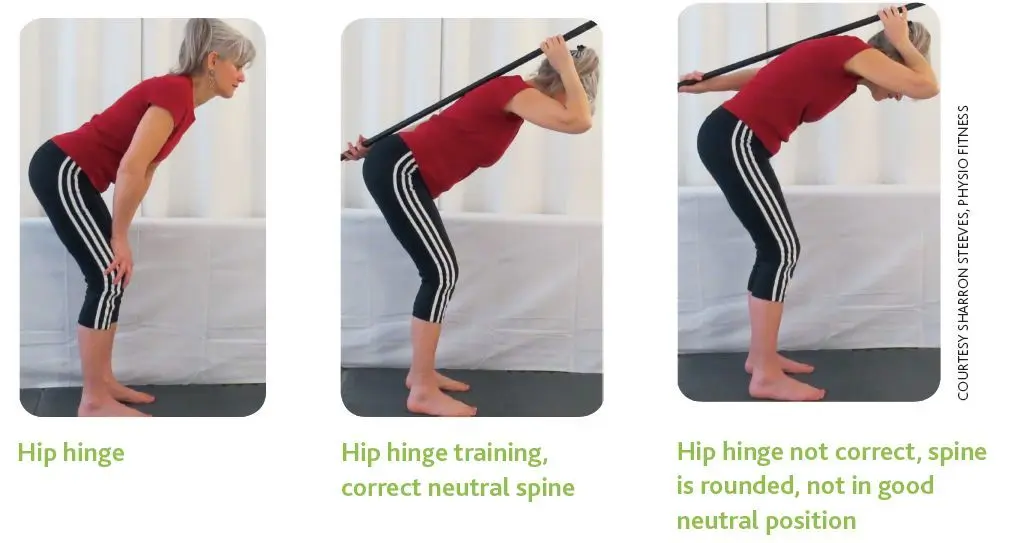 Hip hinge
Hip hinge training,
correct neutral spine
Hip hinge not correct, spine
is rounded, not in good
neutral position
COURTESY SHARRON STEEVES, PHYSIO FITNESS